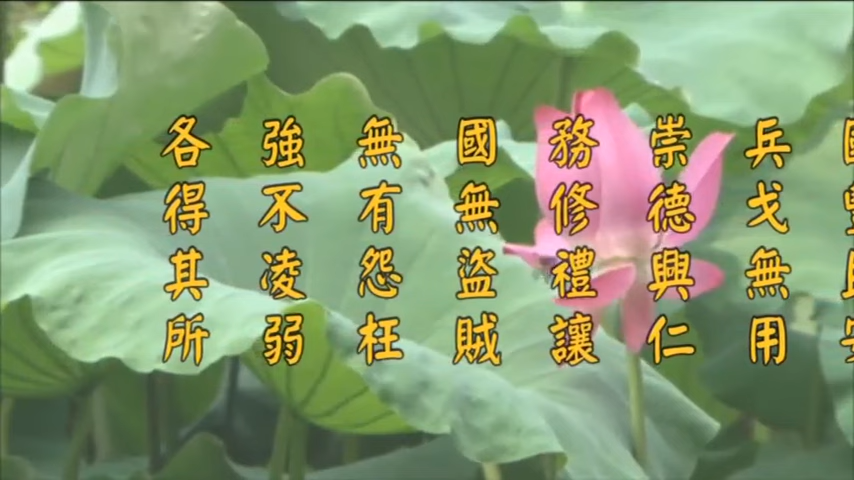 兵戈無用
崇德興仁
務修禮讓
國無盜賊
無有怨枉
強不凌弱
各得其所